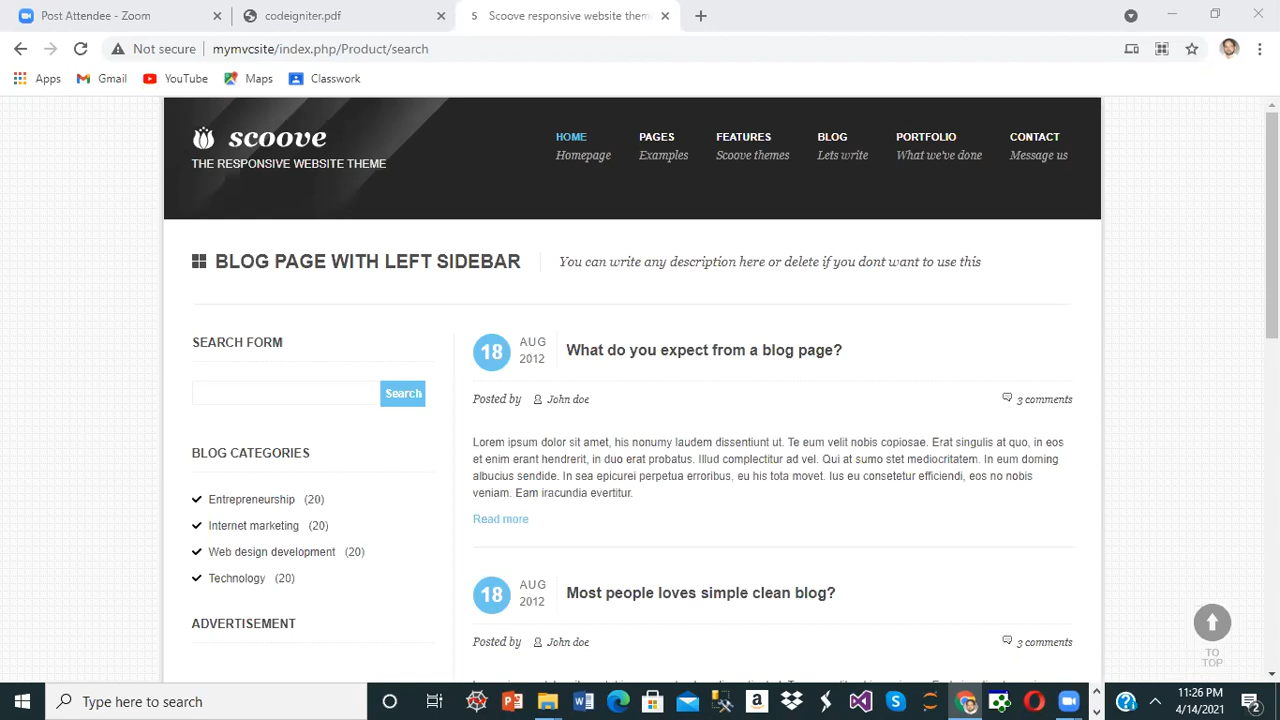 Post Attendee - Zoom
codeigniter.pdf
Scoove responsive website them
Not secure
mymvcsite/index.php/Product/search
Apps
Gmail
YouTube
Maps
Classwork
scoove
THE RESPONSIVE WEBSITE THEME
HOME PAGES FEATURES BLOG PORTFOLIO CONTACT
Homepage Examples Scoove themes Lets write What we've done Message us
BLOG PAGE WITH LEFT SIDEBAR
You can write any description here or delete if you dont want to use this
SEARCH FORM
Search
BLOG CATEGORIES
Entrepreneurship (20)
Internet marketing (20)
Web design development (20)
Technology (20)
ADVERTISEMENT
18
AUG
2012
What do you expect from a blog page?
Posted by John doe
3 comments
Lorem ipsum dolor sit amet, his nonumy laudem dissentiunt ut. Te eum velit nobis copiosae. Erat singulis at quo, in eos
et enim erant hendrerit, in duo erat probatus. Illud complectitur ad vel. Qui at sumo stet mediocritatem. In eum doming
albucius sendide. In sea epicurei perpetua erroribus, eu his tota movet. Ius eu consetetur efficiendi, eos no nobis
veniam. Eam iracundia evertitur.
Read more
18
AUG
2012
Most people loves simple clean blog?
Posted by John doe
3 comments
TO
TOP
Type here to search
11:26 PM
4/14/2021
2